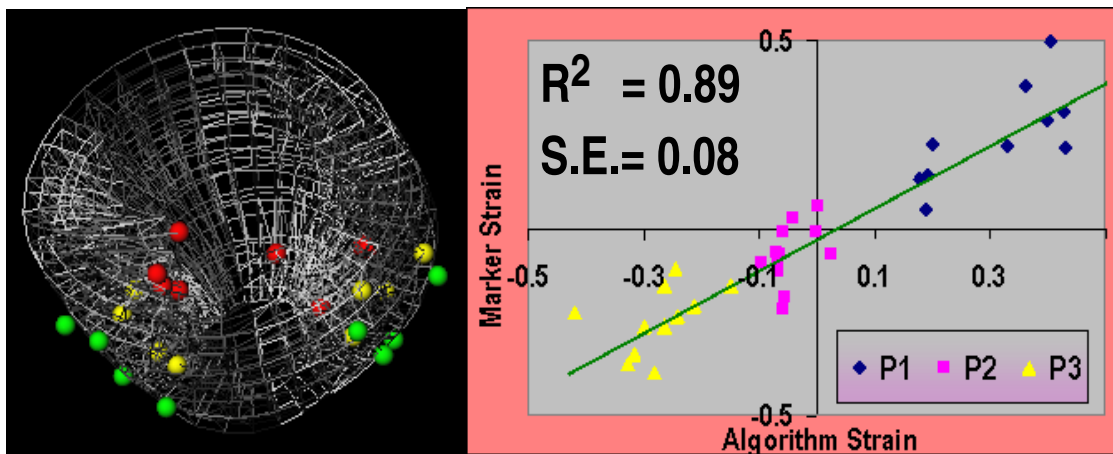 0.5
R² = 0.89
S.E.= 0.08
Marker Strain
-0.5 -0.3 -0.1 0.1 0.3
P1 P2 P3
-0.5
Algorithm Strain